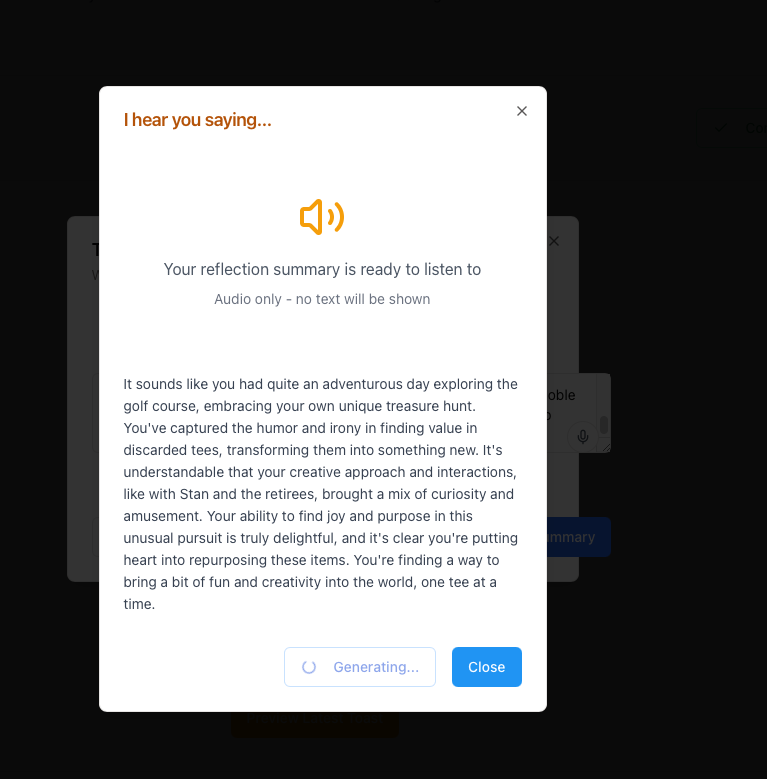 I hear you saying...
Your reflection summary is ready to listen to
Audio only - no text will be shown
It sounds like you had quite an adventurous day exploring the
golf course, embracing your own unique treasure hunt.
You've captured the humor and irony in finding value in
discarded tees, transforming them into something new. It's
understandable that your creative approach and interactions,
like with Stan and the retirees, brought a mix of curiosity and
amusement. Your ability to find joy and purpose in this
unusual pursuit is truly delightful, and it's clear you're putting
heart into repurposing these items. You're finding a way to
bring a bit of fun and creativity into the world, one tee at a
time.
Generating...
Close